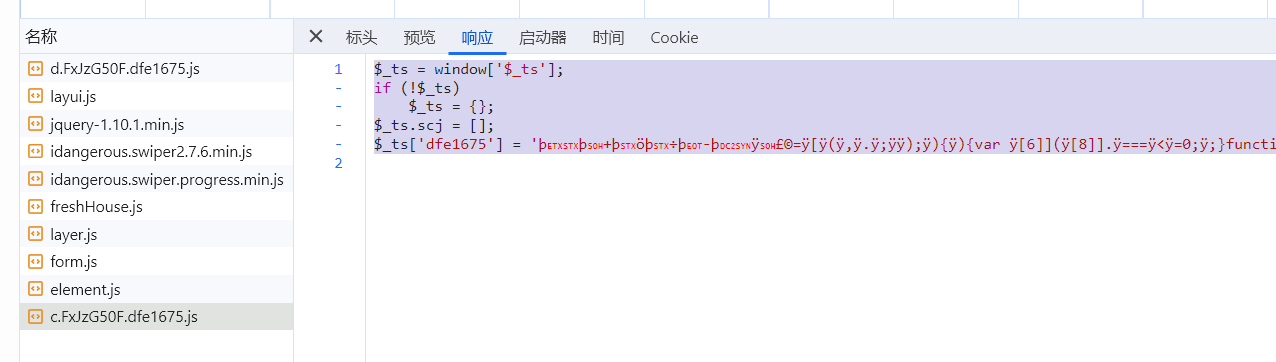 名称
d.FxJzG50F.dfe1675.js
layui.js
jquery-1.10.1.min.js
idangerous.swiper2.7.6.min.js
idangerous.swiper.progress.min.js
freshHouse.js
layer.js
form.js
element.js
c.FxJzG50F.dfe1675.js
× 标头 预览 响应 启动器 时间 Cookie
1 $_ts = window['$_ts'];
- if (!$_ts)
- $_ts = {};
- $_ts.scj = [];
- $_ts['dfe1675'] = 'þETXSTXþSOH+þSTXöþSTX÷þEOT-þDC2SYNÿSOH£©=ÿ[ÿ(ÿ,ÿ.ÿ;ÿÿ);ÿ){ÿ){var ÿ[6]](ÿ[8]].ÿ===ÿ<ÿ=0;ÿ;}functi
2